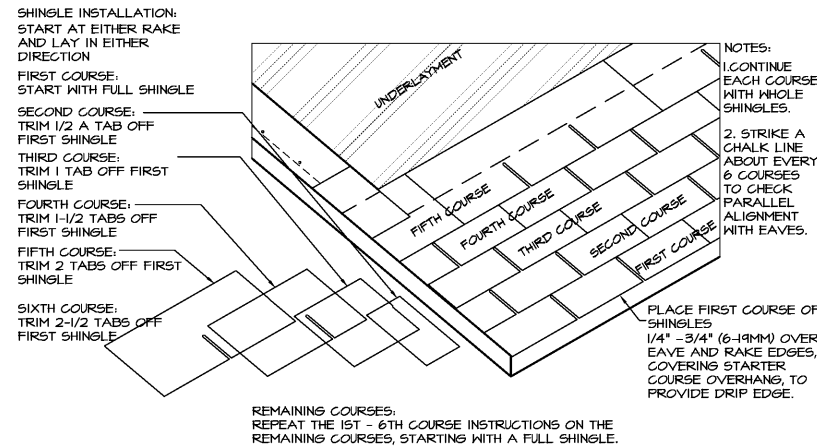 SHINGLE INSTALLATION:
START AT EITHER RAKE
AND LAY IN EITHER
DIRECTION
FIRST COURSE:
START WITH FULL SHINGLE
SECOND COURSE:
TRIM 1/2 A TAB OFF
FIRST SHINGLE
THIRD COURSE:
TRIM 1 TAB OFF FIRST
SHINGLE
FOURTH COURSE:
TRIM 1-1/2 TABS OFF
FIRST SHINGLE
FIFTH COURSE:
TRIM 2 TABS OFF FIRST
SHINGLE
SIXTH COURSE:
TRIM 2-1/2 TABS OFF
FIRST SHINGLE
UNDERLAYMENT
FIFTH COURSE
FOURTH COURSE
THIRD COURSE
SECOND COURSE
FIRST COURSE
NOTES:
1.CONTINUE
EACH COURSE
WITH WHOLE
SHINGLES.
2. STRIKE A
CHALK LINE
ABOUT EVERY
6 COURSES
TO CHECK
PARALLEL
ALIGNMENT
WITH EAVES.
PLACE FIRST COURSE OF
SHINGLES
1/4" -3/4" (6-19MM) OVER
EAVE AND RAKE EDGES,
COVERING STARTER
COURSE OVERHANG, TO
PROVIDE DRIP EDGE.
REMAINING COURSES:
REPEAT THE 1ST - 6TH COURSE INSTRUCTIONS ON THE
REMAINING COURSES, STARTING WITH A FULL SHINGLE.